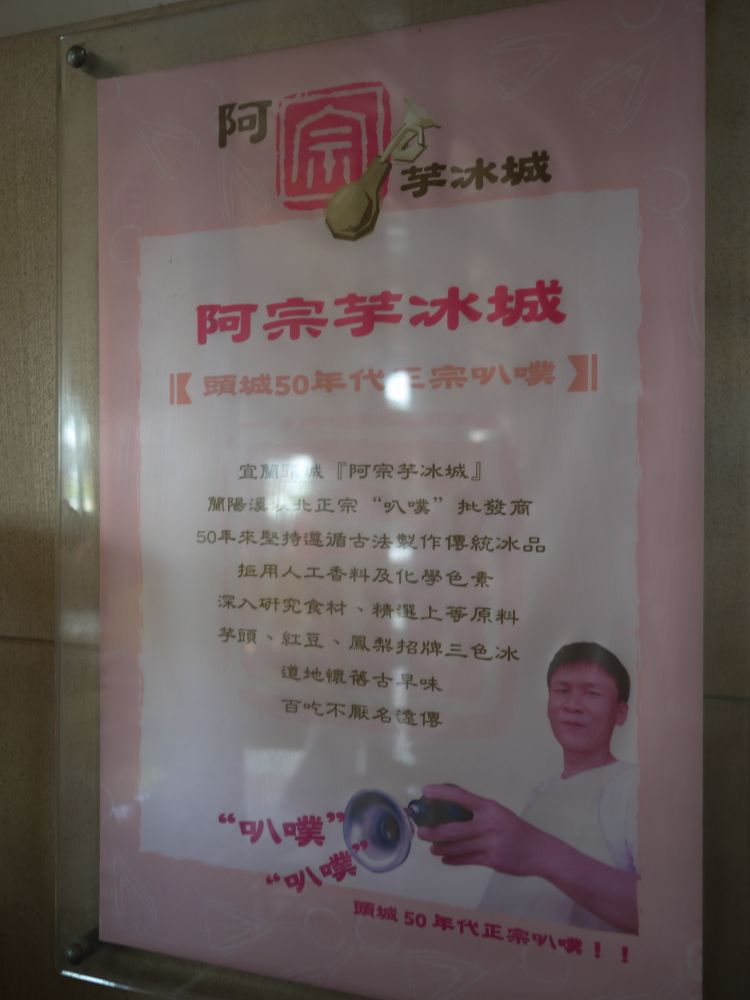 阿宗芋冰城
阿宗芋冰城
頭城50年代正宗叭噗
宜蘭頭城『阿宗芋冰城』
蘭陽溪以北正宗“叭噗”批發商
50年來堅持遵循古法製作傳統冰品
拒用人工香料及化學色素
深入研究食材、精選上等原料
芋頭、紅豆、鳳梨招牌三色冰
道地懷舊古早味
百吃不厭名遠傳
“叭噗”
“叭噗”
頭城50年代正宗叭噗！！